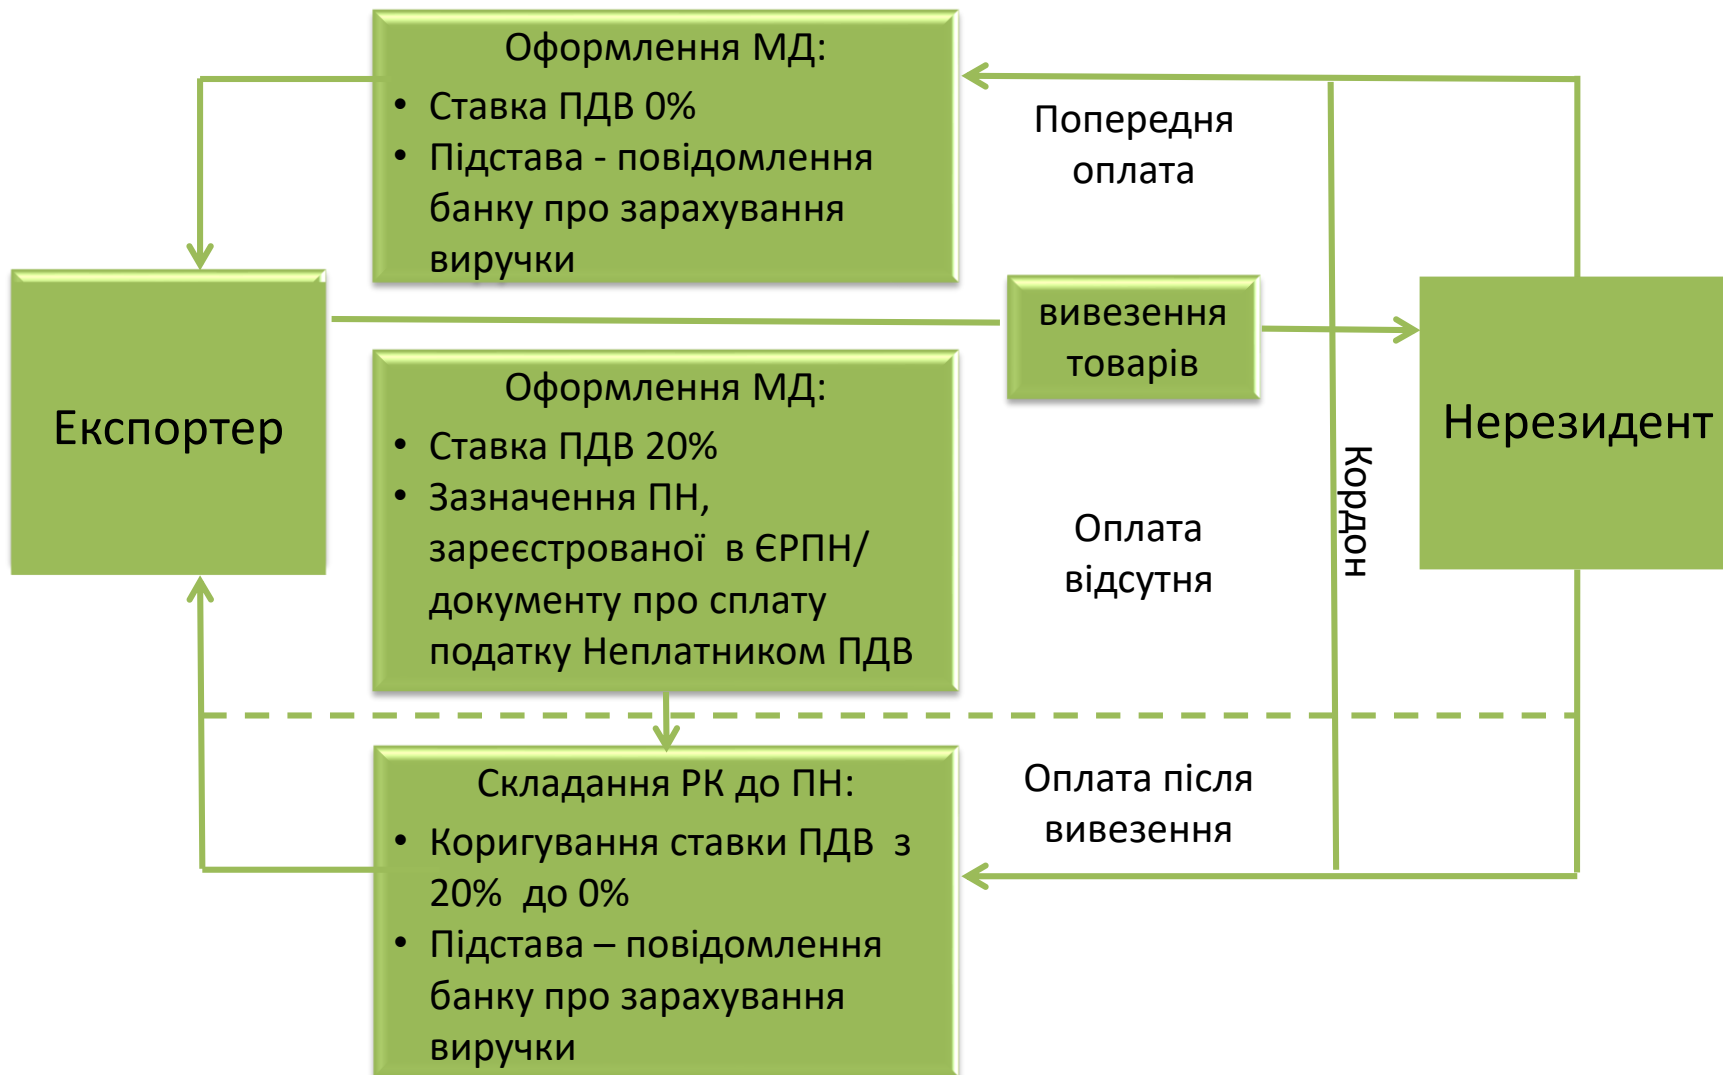 Оформлення МД:
• Ставка ПДВ 0%
• Підстава - повідомлення
банку про зарахування
виручки
Попередня
оплата
вивезення
товарів
Експортер
Оформлення МД:
• Ставка ПДВ 20%
• Зазначення ПН,
зареєстрованої в ЄРПН/
документу про сплату
податку Неплатником ПДВ
Оплата
відсутня
Кордон
Нерезидент
Складання РК до ПН:
• Коригування ставки ПДВ з
20% до 0%
• Підстава – повідомлення
банку про зарахування
виручки
Оплата після
вивезення